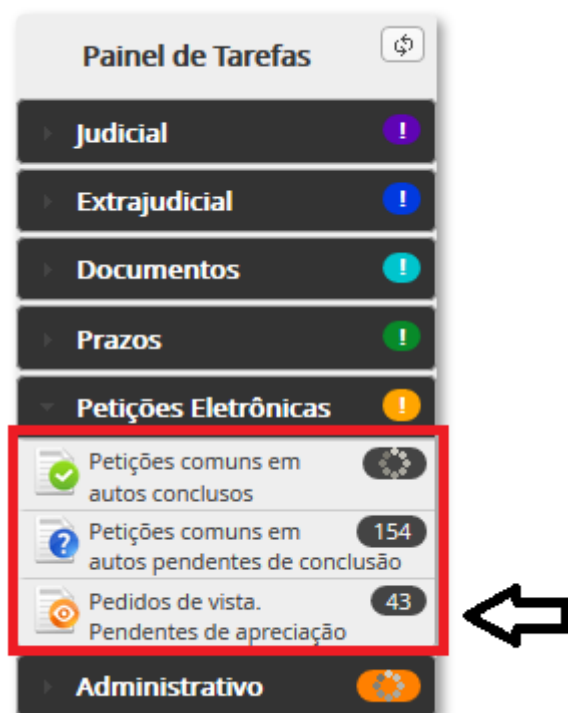 Painel de Tarefas
Judicial !
Extrajudicial !
Documentos !
Prazos !
Petições Eletrônicas !
Petições comuns em
autos conclusos
Petições comuns em 154
autos pendentes de conclusão
Pedidos de vista. 43
Pendentes de apreciação
Administrativo